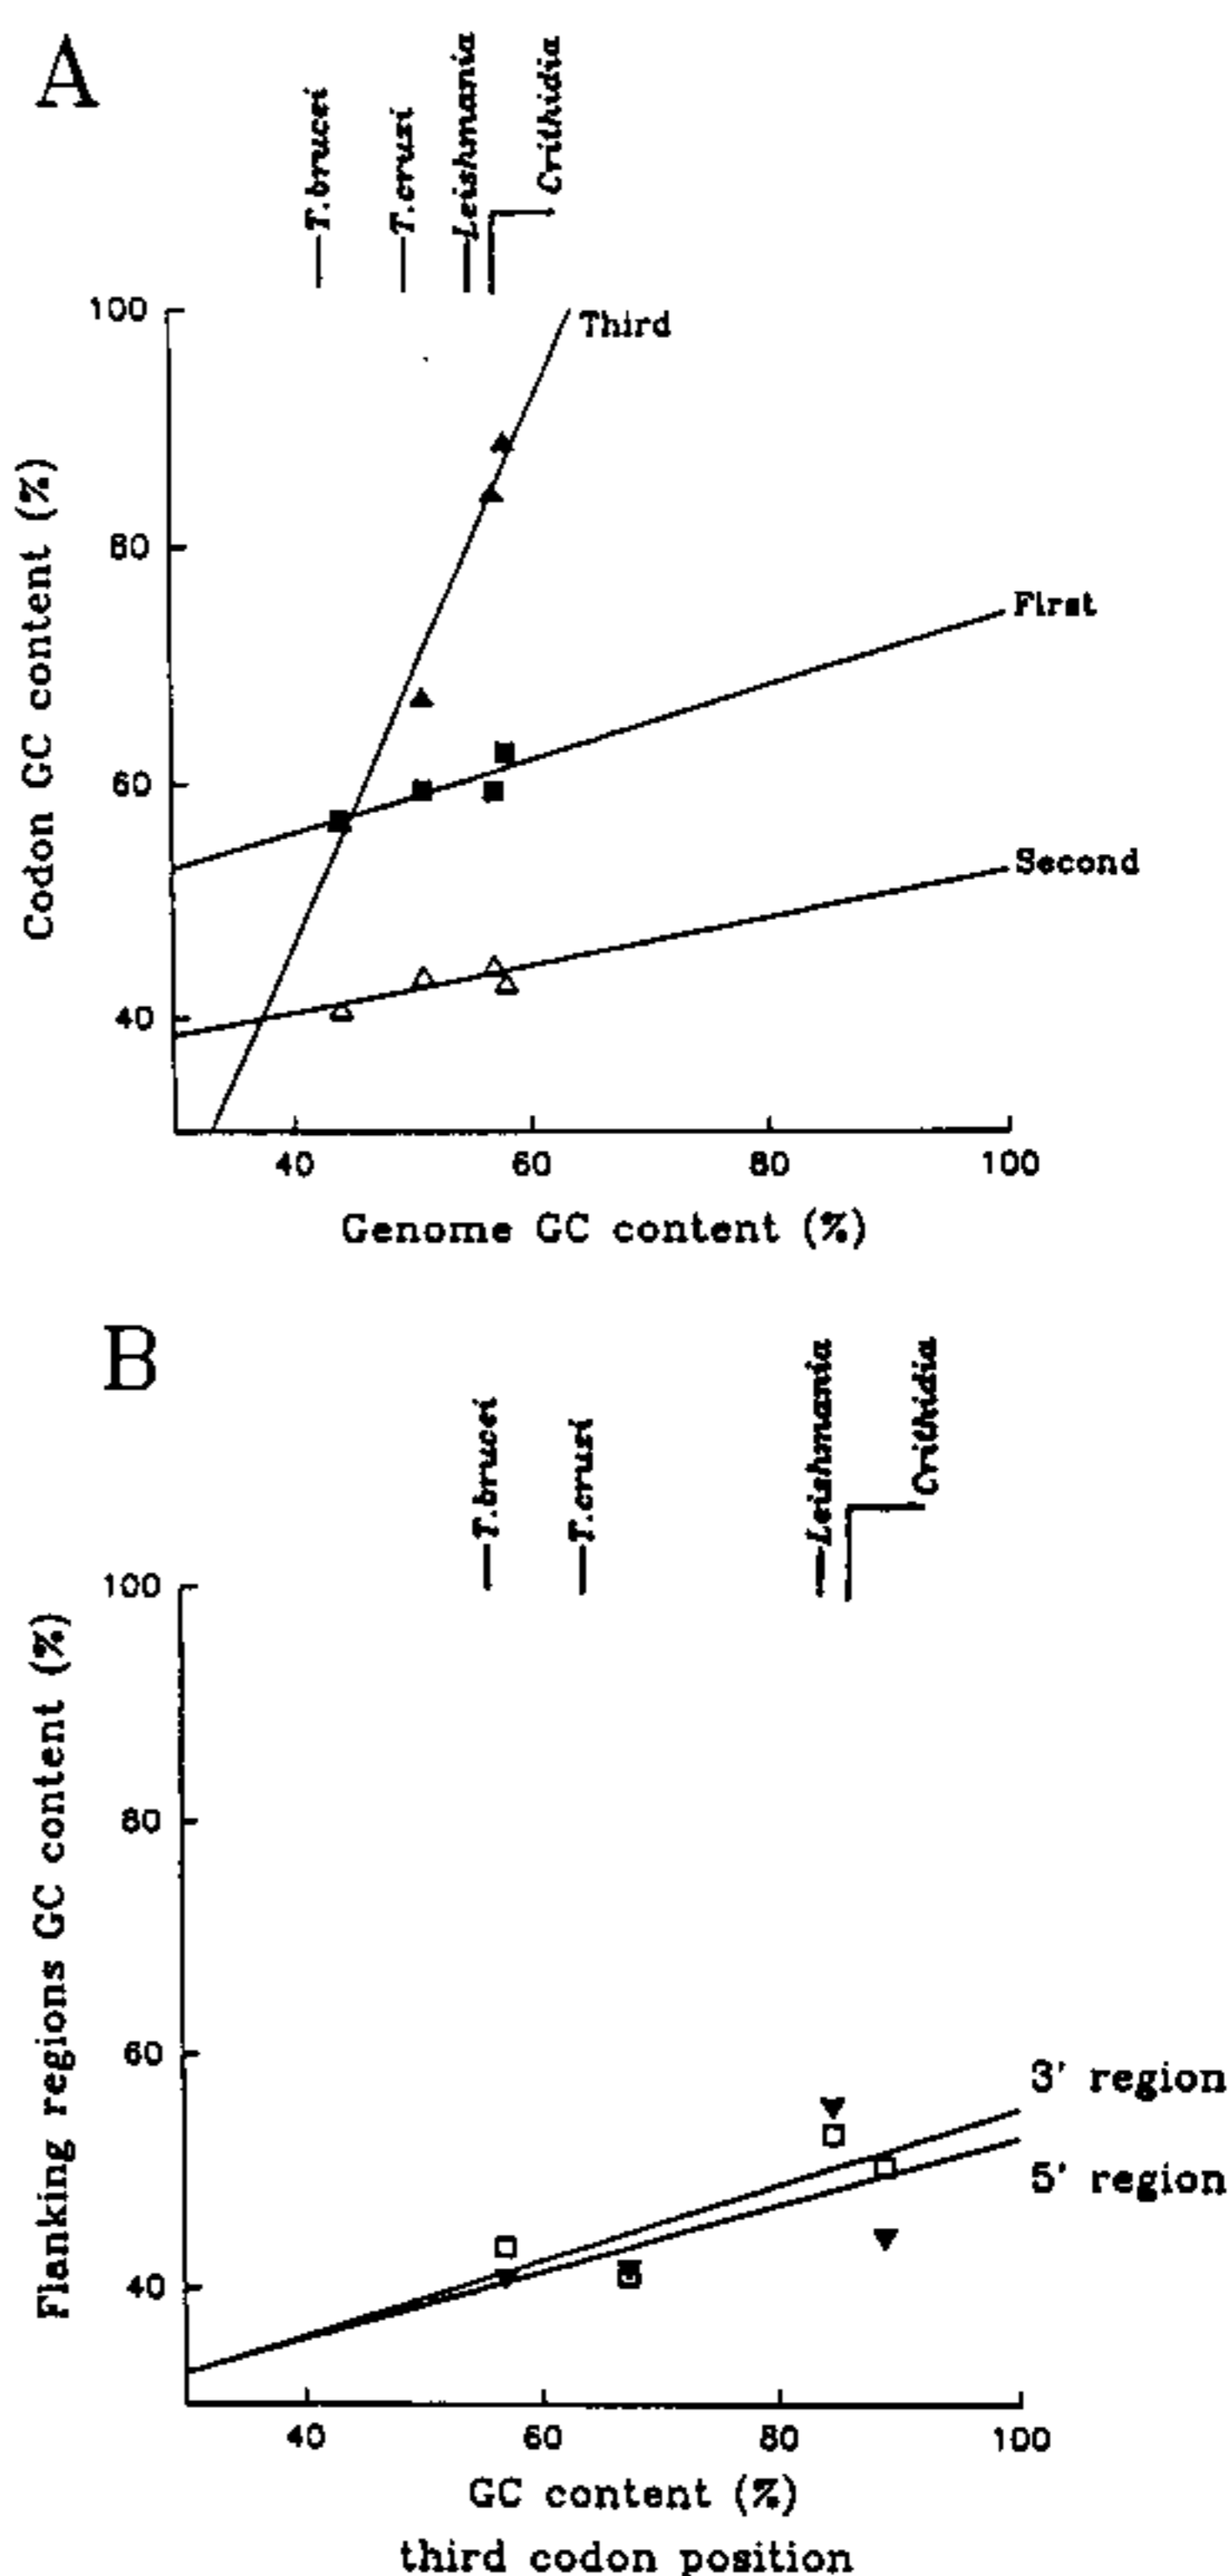 A
T.brucei
T.cruzi
Leishmania
Crithidia
100
80
60
40
Third
First
Second
Codon GC content (%)
40 60 80 100
Genome GC content (%)
B
T.brucei
T.cruzi
Leishmania
Crithidia
100
80
60
40
3' region
5' region
Flanking regions GC content (%)
40 60 80 100
GC content (%)
third codon position